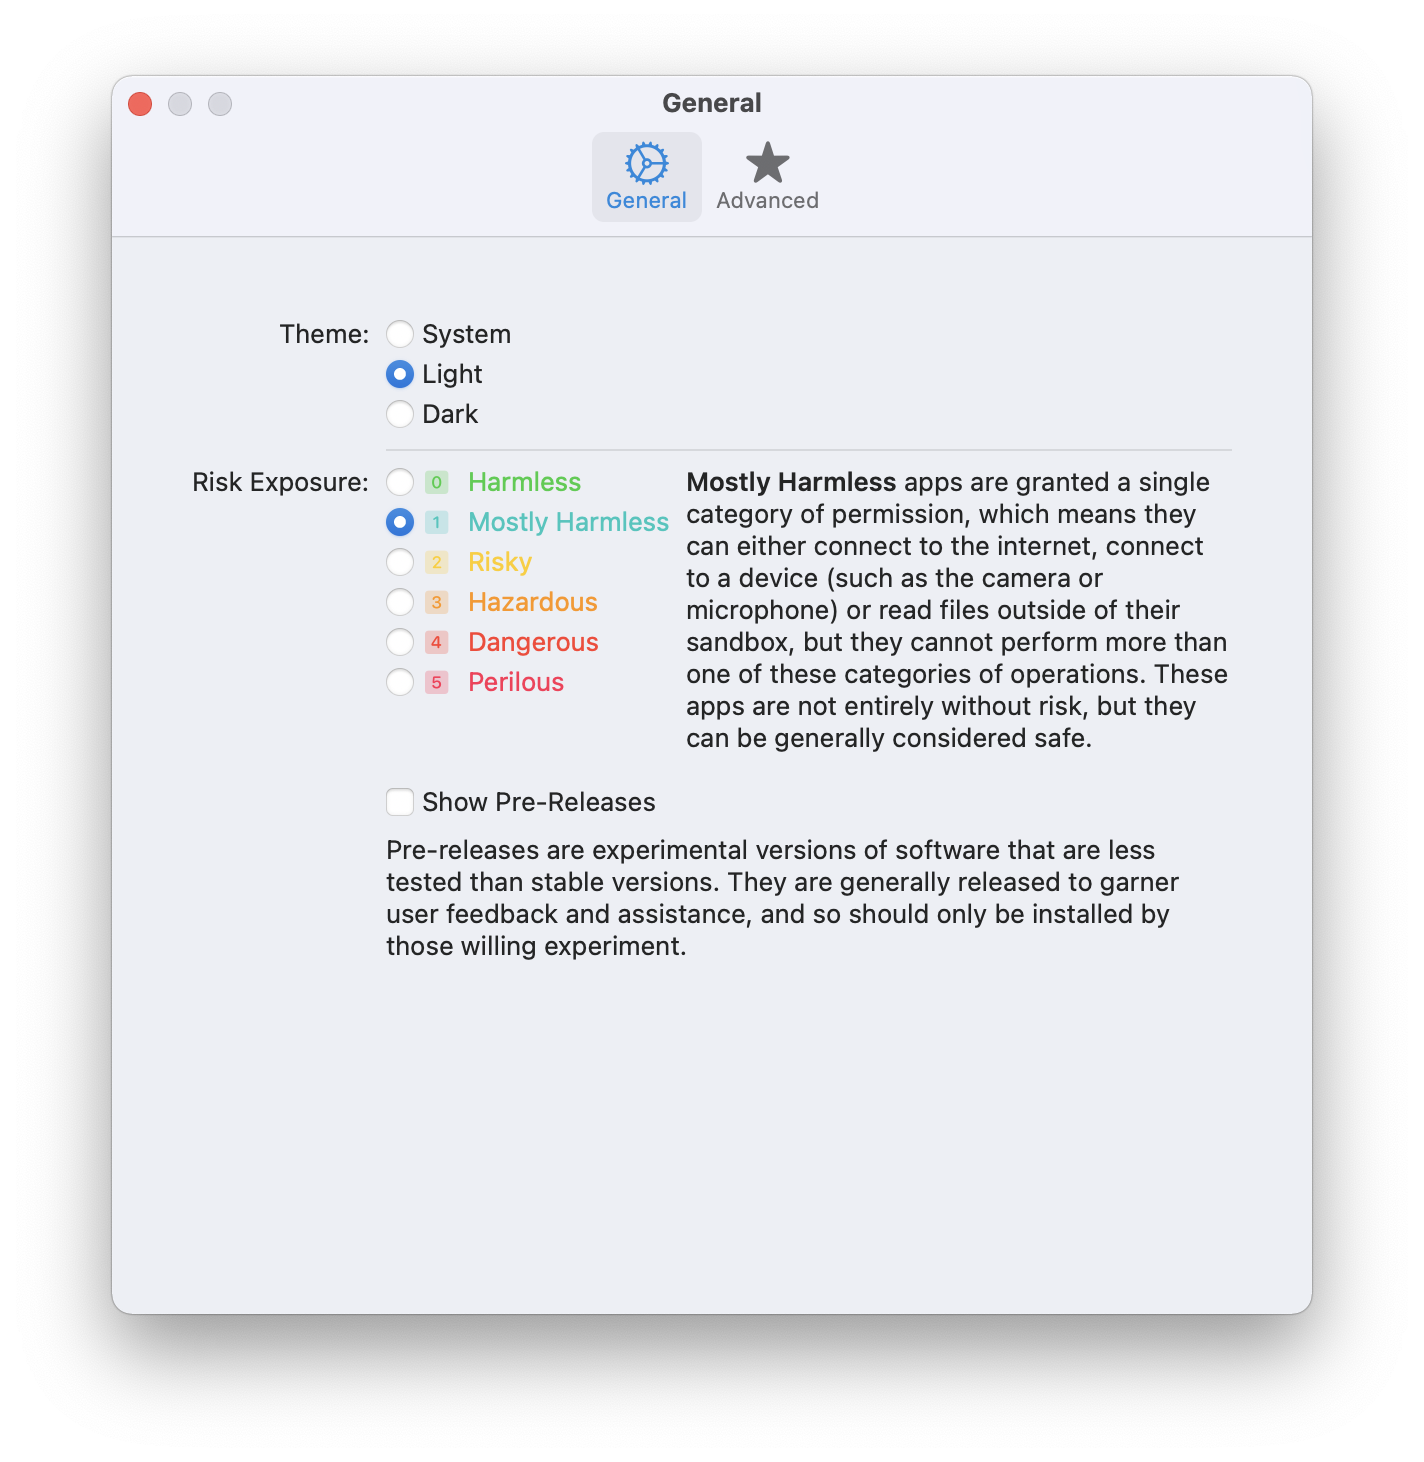 General
General
Advanced
Theme:
System
Light
Dark
Risk Exposure:
0 Harmless
1 Mostly Harmless
2 Risky
3 Hazardous
4 Dangerous
5 Perilous
Mostly Harmless apps are granted a single
category of permission, which means they
can either connect to the internet, connect
to a device (such as the camera or
microphone) or read files outside of their
sandbox, but they cannot perform more than
one of these categories of operations. These
apps are not entirely without risk, but they
can be generally considered safe.
Show Pre-Releases
Pre-releases are experimental versions of software that are less
tested than stable versions. They are generally released to garner
user feedback and assistance, and so should only be installed by
those willing experiment.